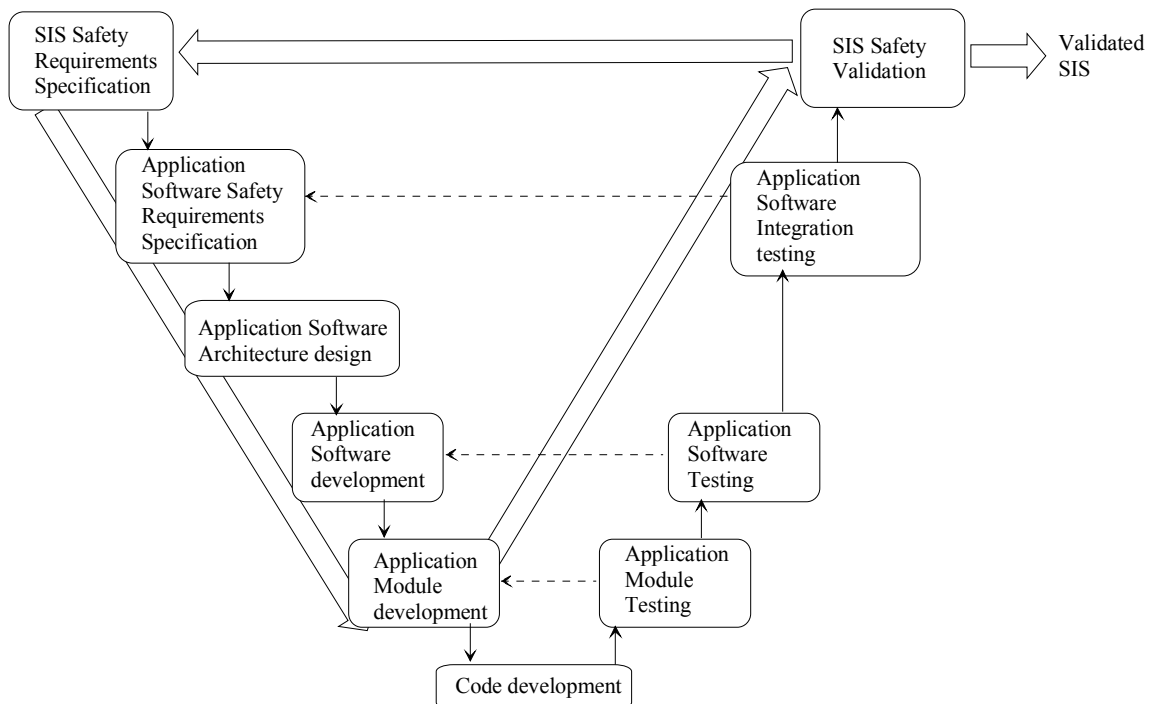 SIS Safety
Requirements
Specification
SIS Safety
Validation
Validated
SIS
Application
Software Safety
Requirements
Specification
Application
Software
Integration
testing
Application Software
Architecture design
Application
Software
development
Application
Software
Testing
Application
Module
development
Application
Module
Testing
Code development